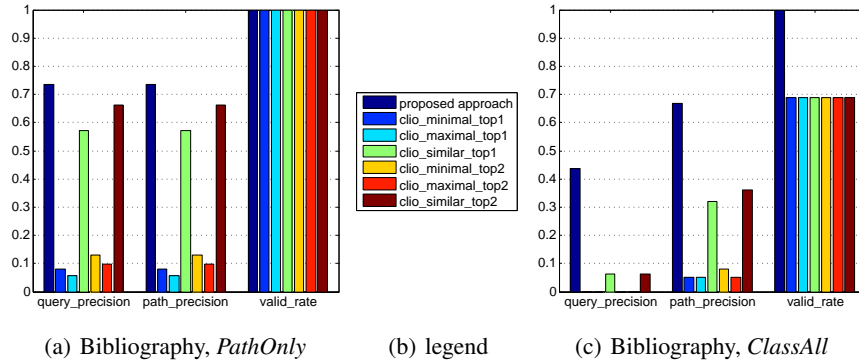 1
0.9
0.8
0.7
0.6
0.5
0.4
0.3
0.2
0.1
0
query_precision path_precision valid_rate
(a) Bibliography, PathOnly
proposed approach
clio_minimal_top1
clio_maximal_top1
clio_similar_top1
clio_minimal_top2
clio_maximal_top2
clio_similar_top2
(b) legend
1
0.9
0.8
0.7
0.6
0.5
0.4
0.3
0.2
0.1
0
query_precision path_precision valid_rate
(c) Bibliography, ClassAll